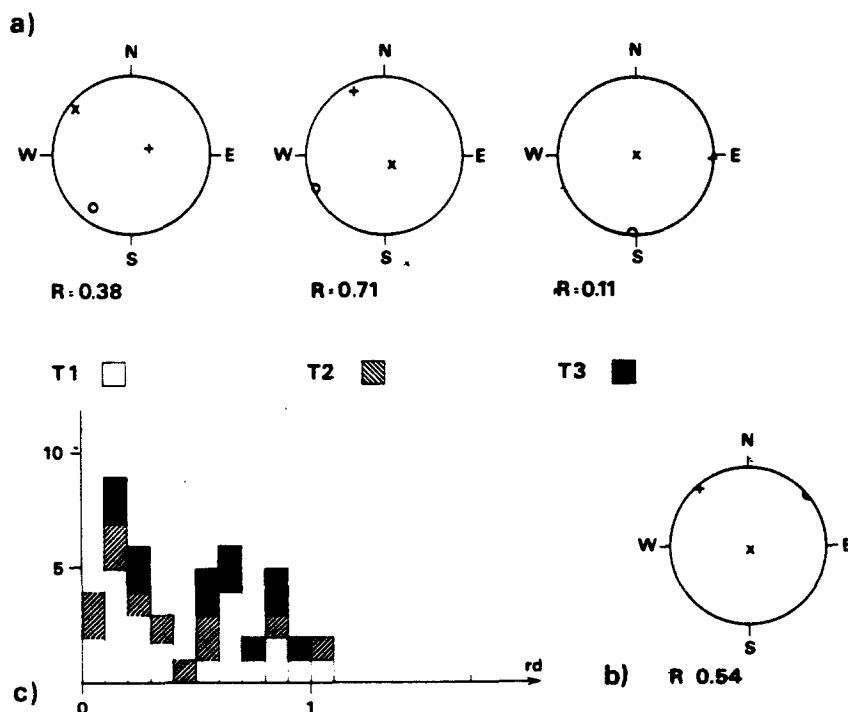 a)
N N N
W E W E W E
S S S
R = 0.38 R = 0.71 R = 0.11
T1 T2 T3
10
5
0 1
rd
c)
N
W E
S
b) R 0.54